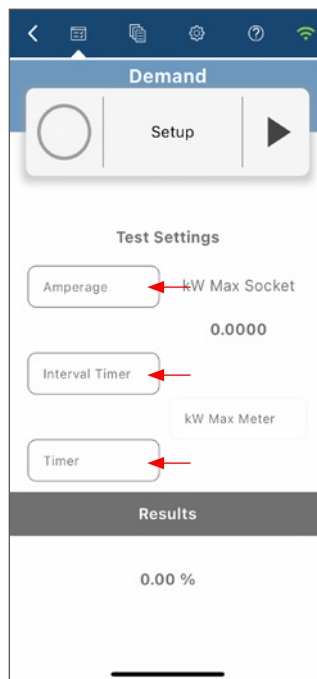 Demand
Setup
Test Settings
Amperage
kW Max Socket
0.0000
Interval Timer
kW Max Meter
Timer
Results
0.00 %